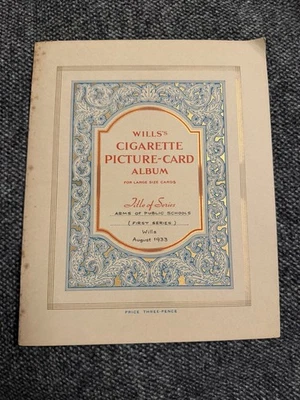 WILLS'S
CIGARETTE
PICTURE-CARD
ALBUM
FOR LARGE SIZE CARDS
Title of Series
ARMS OF PUBLIC SCHOOLS
(FIRST SERIES)
Wills
August 1933
PRICE THREE-PENCE